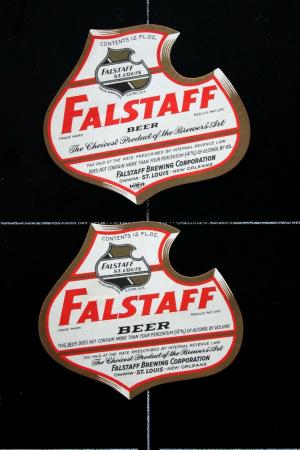 CONTENTS 12 FL.OZ.
FALSTAFF
ST. LOUIS
FALSTAFF
TRADE MARK
REG.U.S. PAT. OFF.
BEER
The Choicest Product of the Brewer's Art
TAX PAID AT THE RATE PRESCRIBED BY INTERNAL REVENUE LAW
DOES NOT CONTAIN MORE THAN FOUR PERCENTUM (4%) OF ALCOHOL BY VOL.
FALSTAFF BREWING CORPORATION
OMAHA - ST. LOUIS - NEW ORLEANS
CONTENTS 12 FL.OZ.
FALSTAFF
ST. LOUIS
FALSTAFF
TRADE MARK
REG.U.S. PAT. OFF.
BEER
THIS BEER DOES NOT CONTAIN MORE THAN FOUR PERCENTUM (4%) OF ALCOHOL BY VOLUME
TAX PAID AT THE RATE PRESCRIBED BY INTERNAL REVENUE LAW
The Choicest Product of the Brewer's Art
FALSTAFF BREWING CORPORATION
OMAHA - ST. LOUIS - NEW ORLEANS